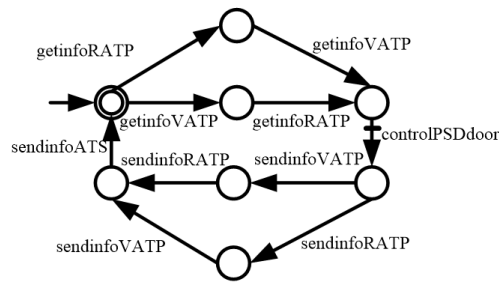 getinfoRATP
getinfoVATP
getinfoVATP
getinfoRATP
controlPSDdoor
sendinfoATS
sendinfoRATP
sendinfoVATP
sendinfoVATP
sendinfoRATP